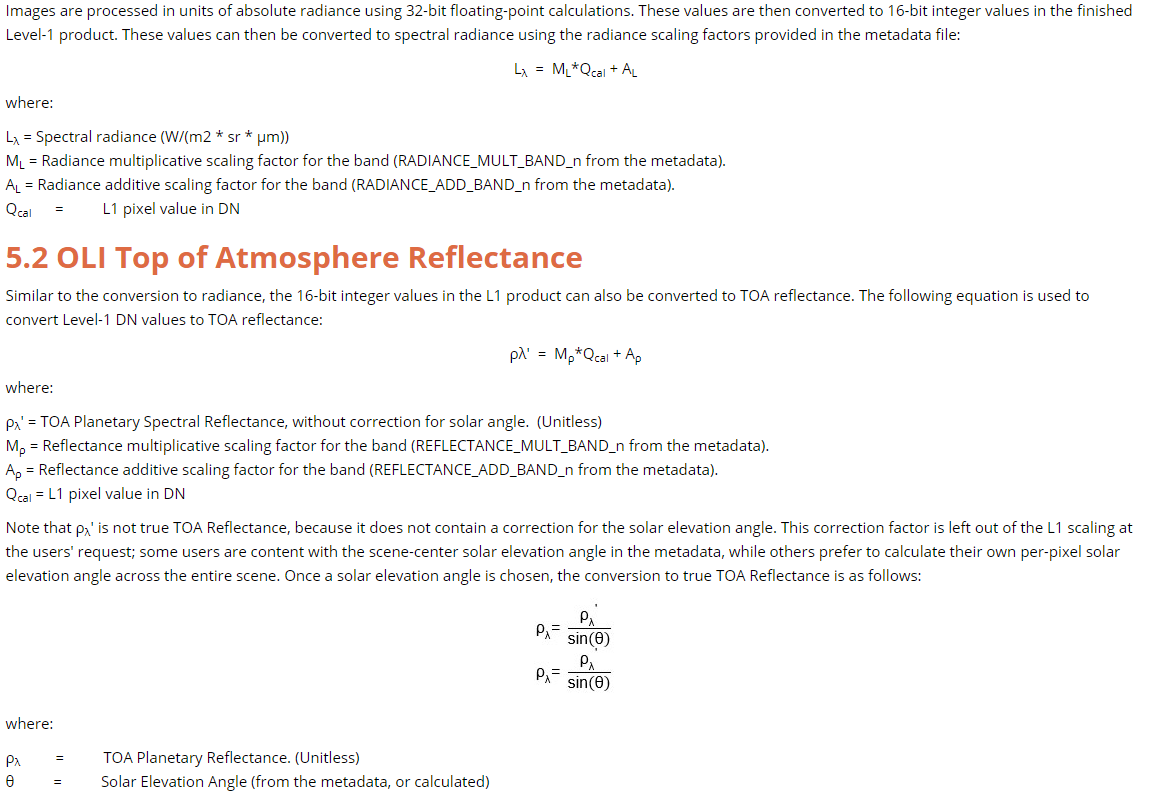 Images are processed in units of absolute radiance using 32-bit floating-point calculations. These values are then converted to 16-bit integer values in the finished
Level-1 product. These values can then be converted to spectral radiance using the radiance scaling factors provided in the metadata file:
Lλ = ML*Qcal + AL
where:
Lλ = Spectral radiance (W/(m2 * sr * μm))
ML = Radiance multiplicative scaling factor for the band (RADIANCE_MULT_BAND_n from the metadata).
AL = Radiance additive scaling factor for the band (RADIANCE_ADD_BAND_n from the metadata).
Qcal = L1 pixel value in DN
5.2 OLI Top of Atmosphere Reflectance
Similar to the conversion to radiance, the 16-bit integer values in the L1 product can also be converted to TOA reflectance. The following equation is used to
convert Level-1 DN values to TOA reflectance:
ρλ' = Mρ*Qcal + Aρ
where:
ρλ' = TOA Planetary Spectral Reflectance, without correction for solar angle. (Unitless)
Mρ = Reflectance multiplicative scaling factor for the band (REFLECTANCE_MULT_BAND_n from the metadata).
Aρ = Reflectance additive scaling factor for the band (REFLECTANCE_ADD_BAND_n from the metadata).
Qcal = L1 pixel value in DN
Note that ρλ' is not true TOA Reflectance, because it does not contain a correction for the solar elevation angle. This correction factor is left out of the L1 scaling at
the users' request; some users are content with the scene-center solar elevation angle in the metadata, while others prefer to calculate their own per-pixel solar
elevation angle across the entire scene. Once a solar elevation angle is chosen, the conversion to true TOA Reflectance is as follows:
ρλ= ρλ' / sin(θ)
ρλ= ρλ' / sin(θ)
where:
ρλ = TOA Planetary Reflectance. (Unitless)
θ = Solar Elevation Angle (from the metadata, or calculated)